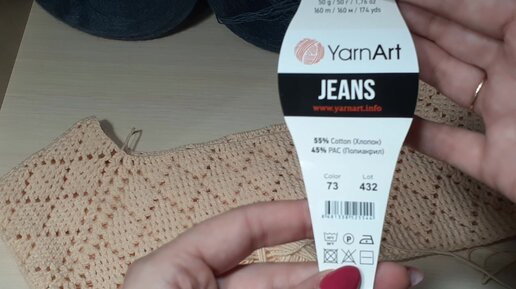 50 g / 50 г / 1,76 oz
160 m / 160 м / 174 yds
YarnArt
JEANS
www.yarnart.info
55% Cotton (Хлопок)
45% PAC (Полиакрил)
Color Lot
73 432